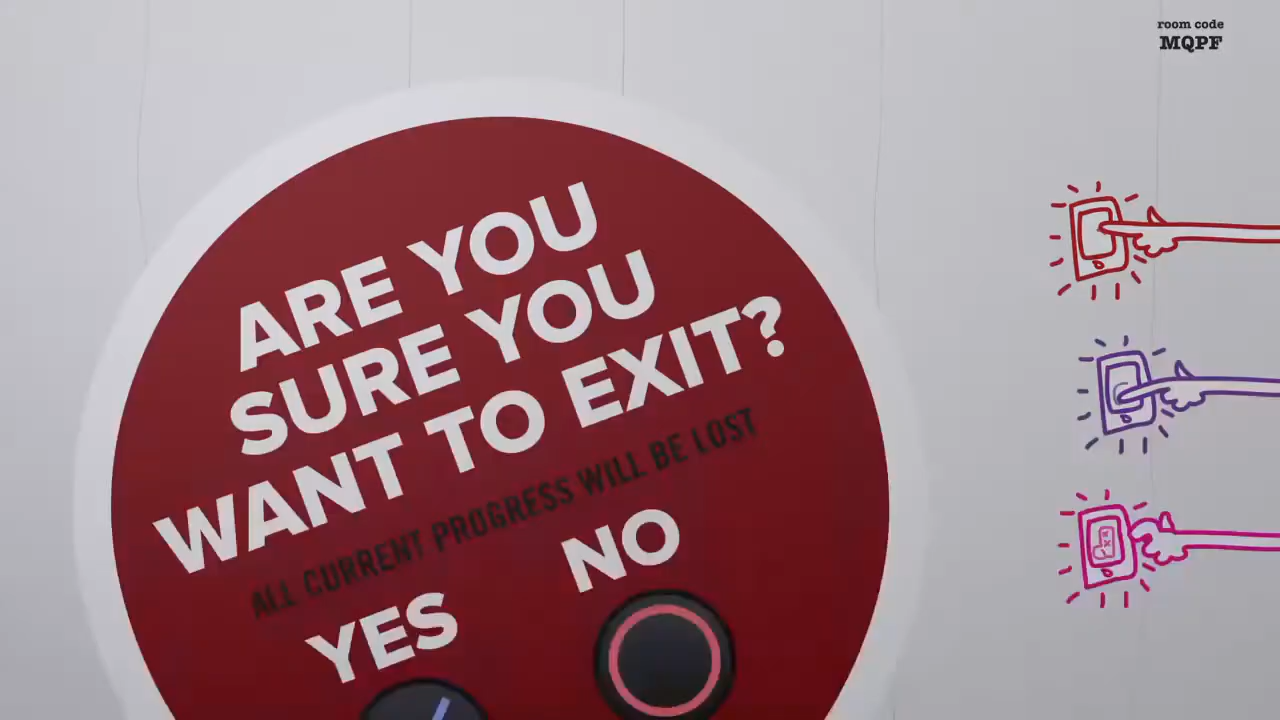 room code
MQPF
ARE YOU
SURE YOU
WANT TO EXIT?
ALL CURRENT PROGRESS WILL BE LOST
YES
NO